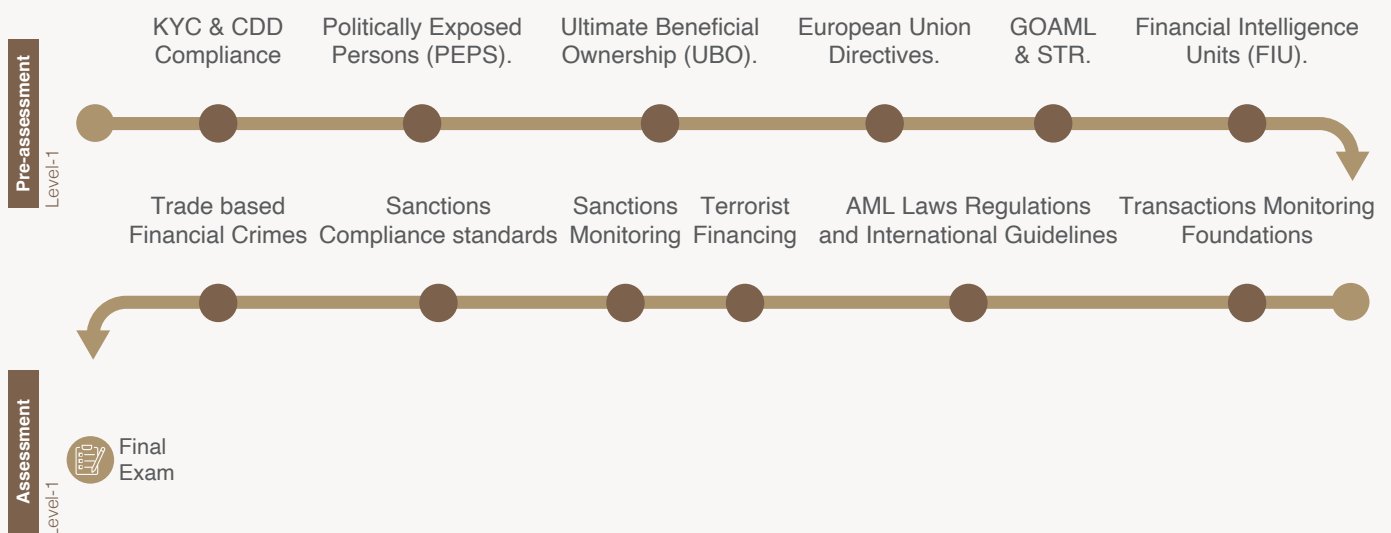 Pre-assessment
Level-1
KYC & CDD
Compliance
Politically Exposed
Persons (PEPS).
Ultimate Beneficial
Ownership (UBO).
European Union
Directives.
GOAML
& STR.
Financial Intelligence
Units (FIU).
Trade based
Financial Crimes
Sanctions
Compliance standards
Sanctions
Monitoring
Terrorist
Financing
AML Laws Regulations
and International Guidelines
Transactions Monitoring
Foundations
Assessment
Level-1
Final
Exam